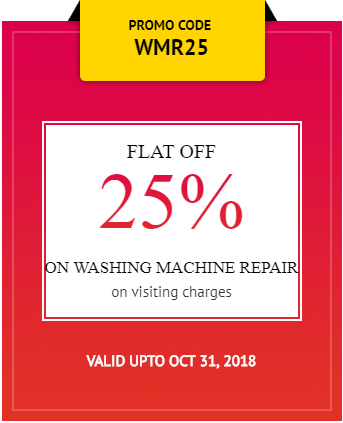 PROMO CODE
WMR25
FLAT OFF
25%
ON WASHING MACHINE REPAIR
on visiting charges
VALID UPTO OCT 31, 2018